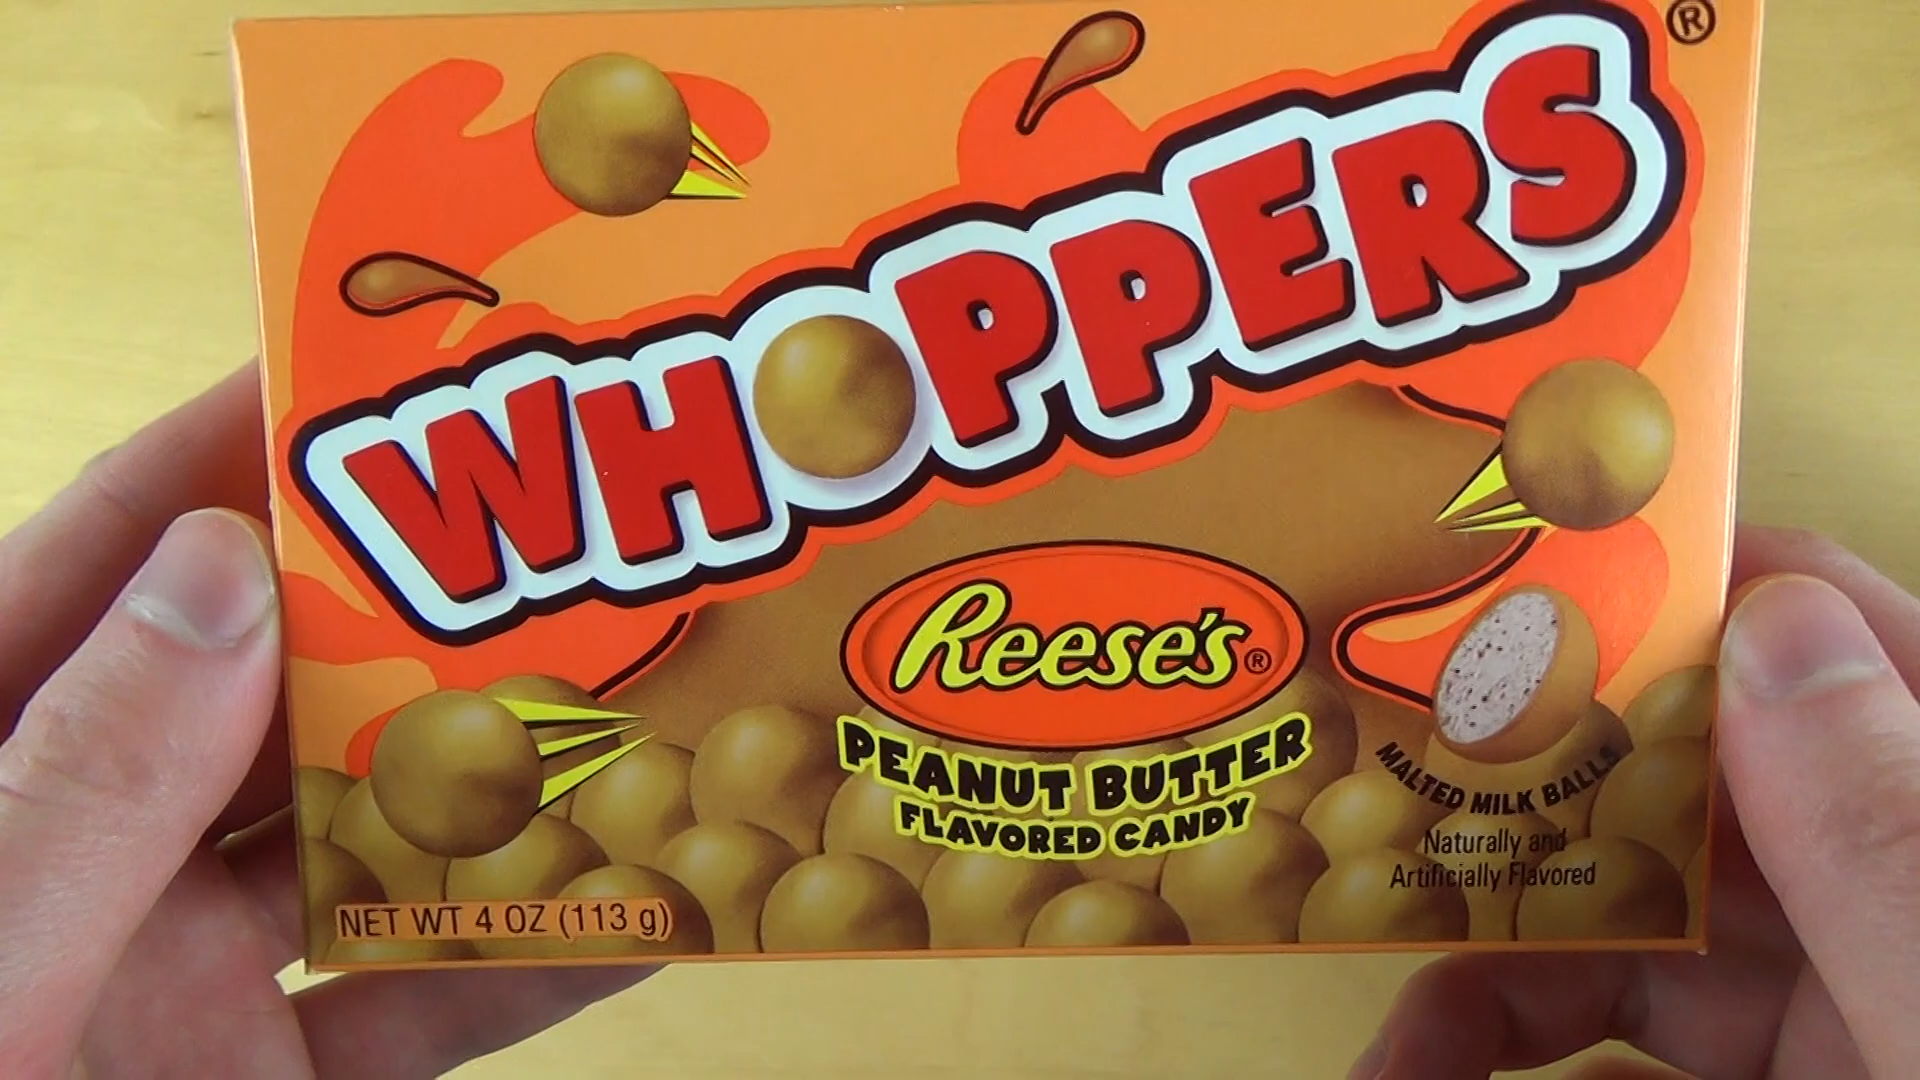 WHOPPERS®
Reese's®
PEANUT BUTTER
FLAVORED CANDY
MALTED MILK BALLS
Naturally and
Artificially Flavored
NET WT 4 OZ (113 g)